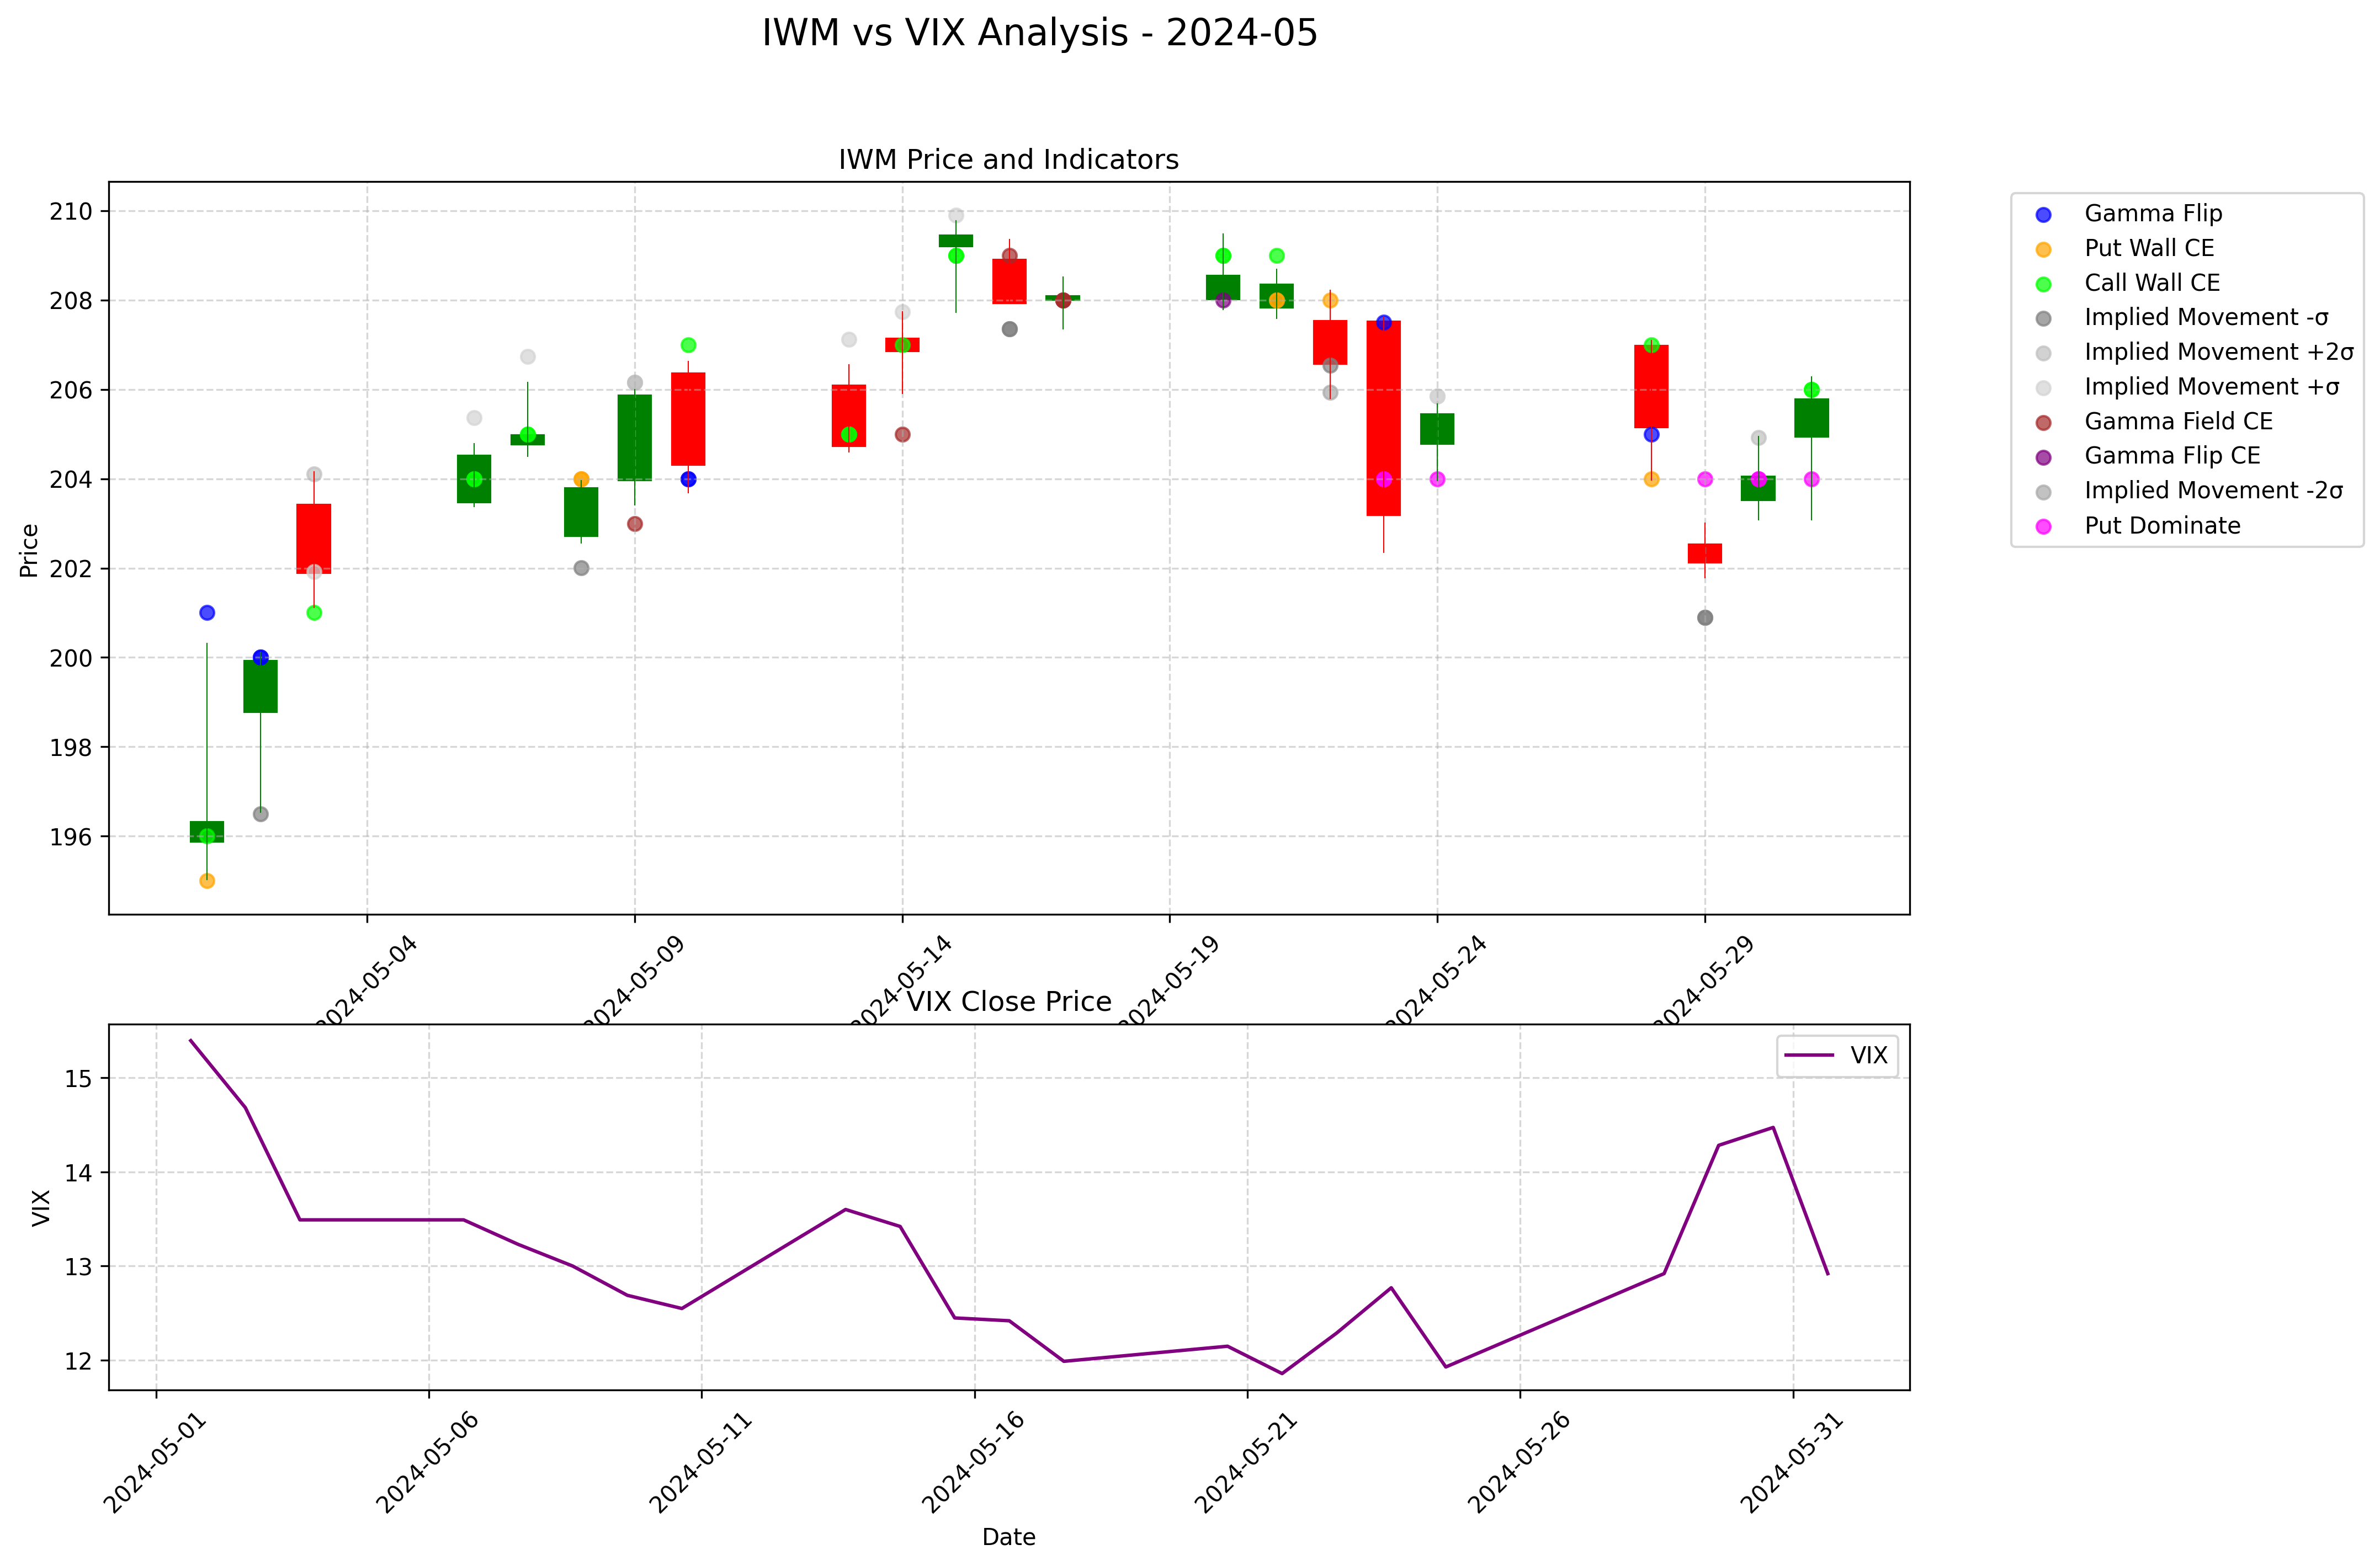 IWM vs VIX Analysis - 2024-05
IWM Price and Indicators
Price
210
208
206
204
202
200
198
196
2024-05-04
2024-05-09
2024-05-14
2024-05-19
2024-05-24
2024-05-29
Gamma Flip
Put Wall CE
Call Wall CE
Implied Movement -σ
Implied Movement +2σ
Implied Movement +σ
Gamma Field CE
Gamma Flip CE
Implied Movement -2σ
Put Dominate
VIX Close Price
VIX
VIX
15
14
13
12
2024-05-01
2024-05-06
2024-05-11
2024-05-16
2024-05-21
2024-05-26
2024-05-31
Date